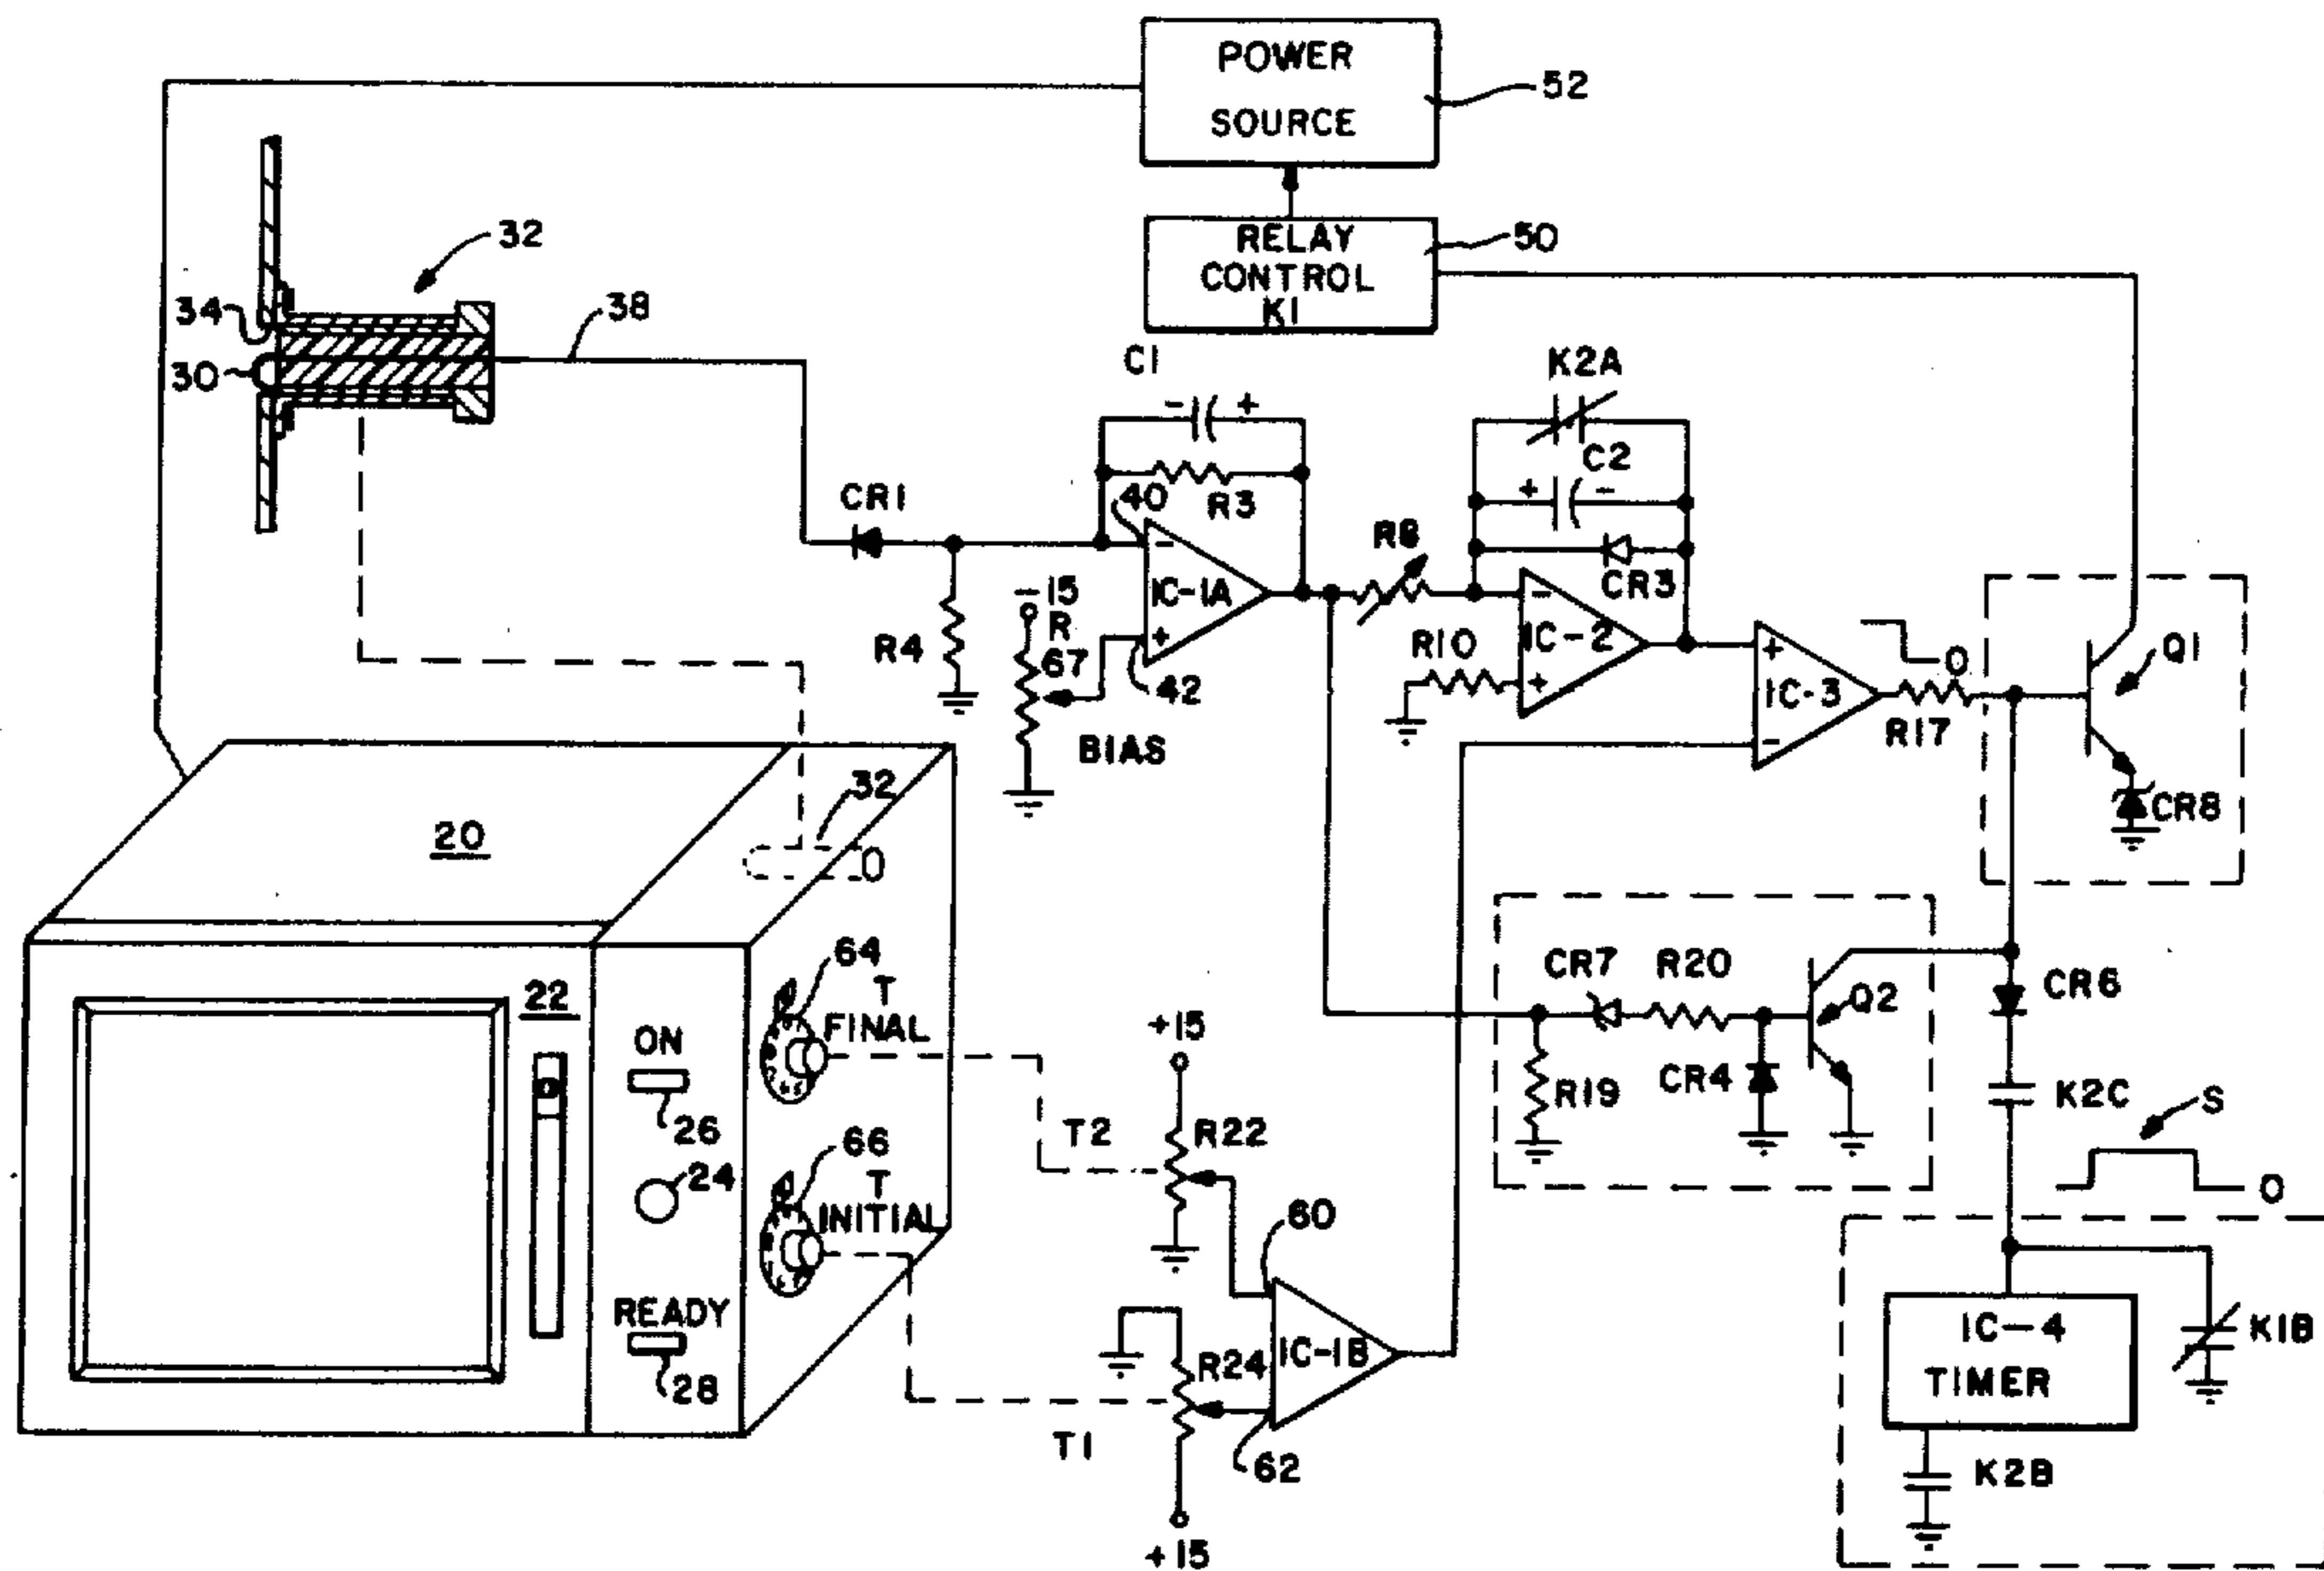 POWER
SOURCE
52
RELAY
CONTROL
K1
50
32
34
30
38
C1
- +
K2A
C2
+ -
CR3
CR1
R3
40
-
IC-1A
+
42
R4
-15
R
67
BIAS
R8
R10
-
IC-2
+
+
IC-3
-
0
R17
Q1
CR8
20
32
22
ON
26
24
READY
28
64
T
FINAL
66
T
INITIAL
T2
T1
+15
R22
60
IC-1B
R24
62
+15
CR7
R20
Q2
R19
CR4
CR6
K2C
S
0
IC-4
TIMER
K1B
K2B